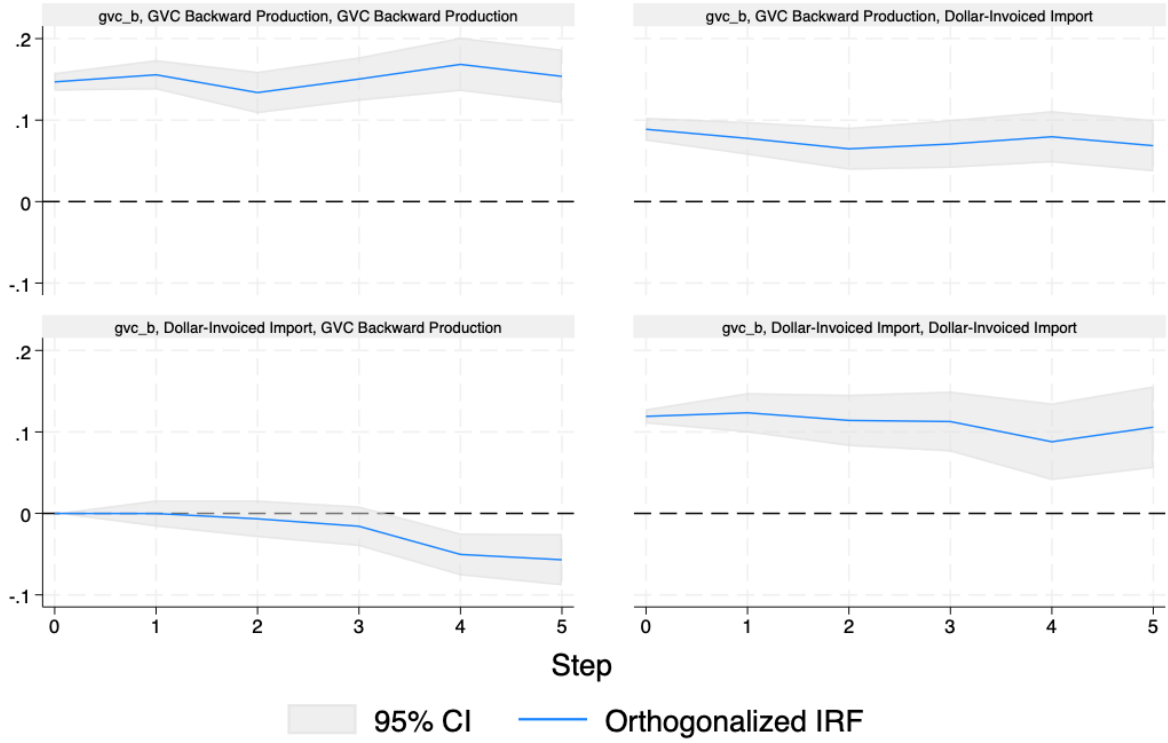 gvc_b, GVC Backward Production, GVC Backward Production
gvc_b, GVC Backward Production, Dollar-Invoiced Import
.2
.1
0
-.1
gvc_b, Dollar-Invoiced Import, GVC Backward Production
gvc_b, Dollar-Invoiced Import, Dollar-Invoiced Import
.2
.1
0
-.1
0 1 2 3 4 5
0 1 2 3 4 5
Step
95% CI
Orthogonalized IRF